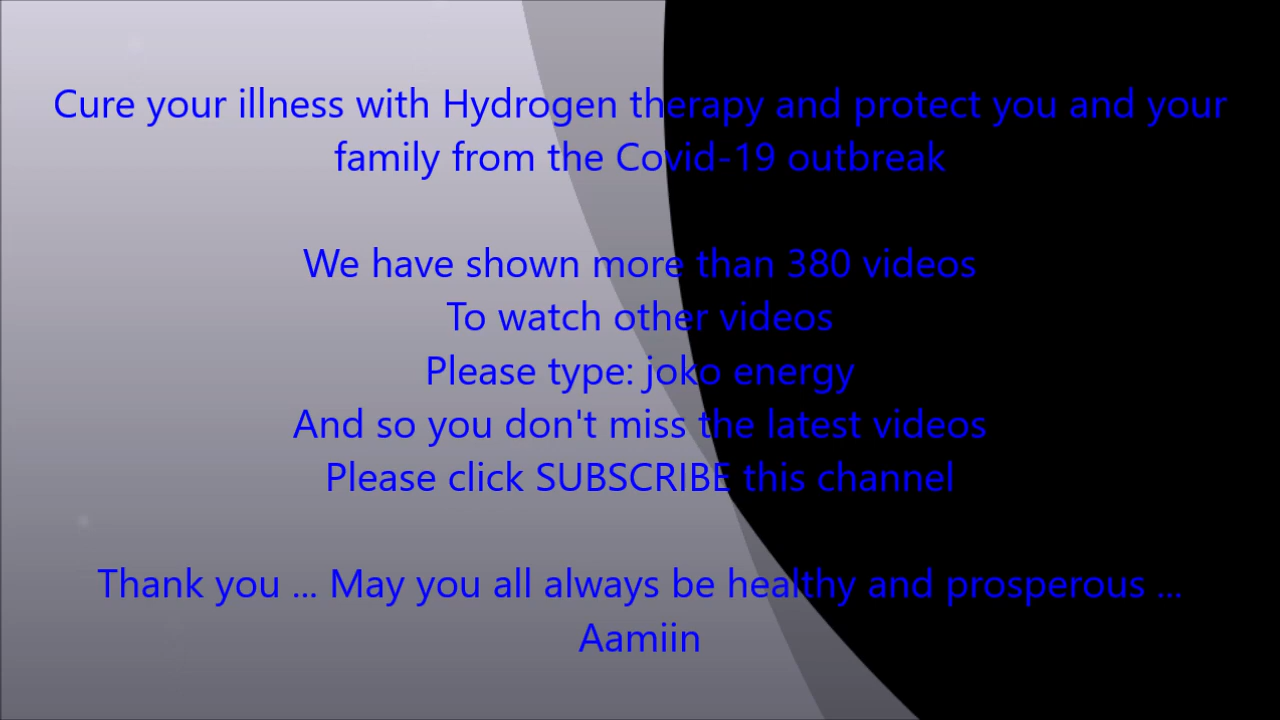 Cure your illness with Hydrogen therapy and protect you and your
family from the Covid-19 outbreak
We have shown more than 380 videos
To watch other videos
Please type: joko energy
And so you don't miss the latest videos
Please click SUBSCRIBE this channel
Thank you ... May you all always be healthy and prosperous ...
Aamiin